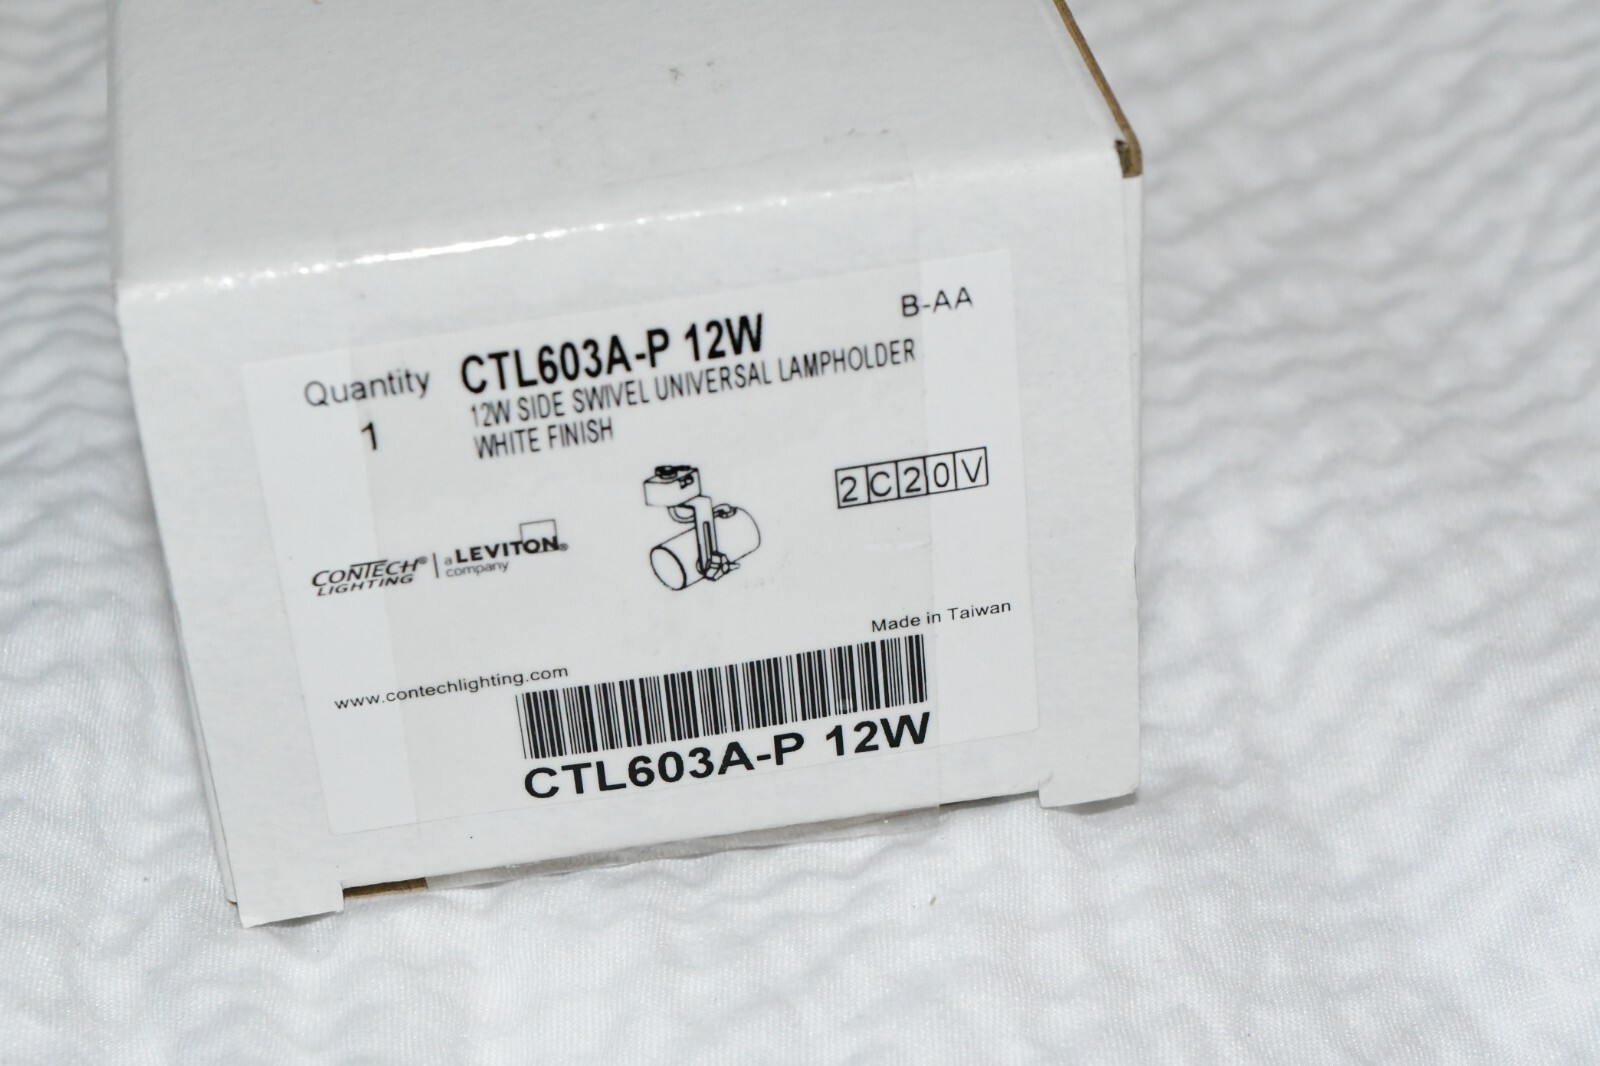 B-AA
Quantity
1
CTL603A-P 12W
12W SIDE SWIVEL UNIVERSAL LAMPHOLDER
WHITE FINISH
2C20V
CONTECH® LIGHTING | a LEVITON® company
Made in Taiwan
www.contechlighting.com
CTL603A-P 12W